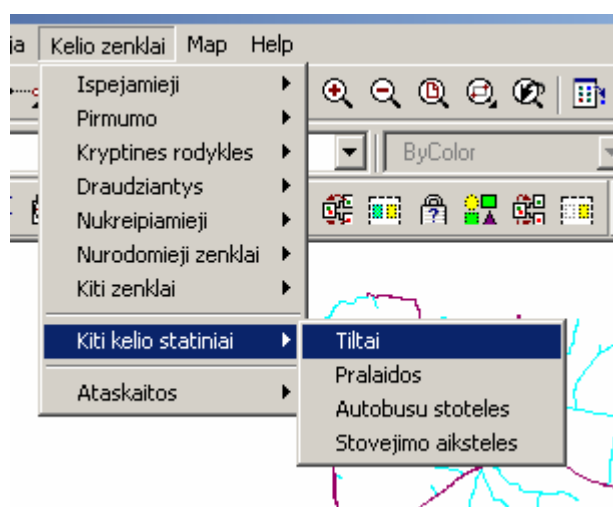 ja Kelio zenklai Map Help
Ispejamieji
Pirmumo
Kryptines rodykles
ByColor
Draudziantys
Nukreipiamieji
Nurodomieji zenklai
Kiti zenklai
Kiti kelio statiniai
Tiltai
Pralaidos
Ataskaitos
Autobusu stoteles
Stovejimo aiksteles